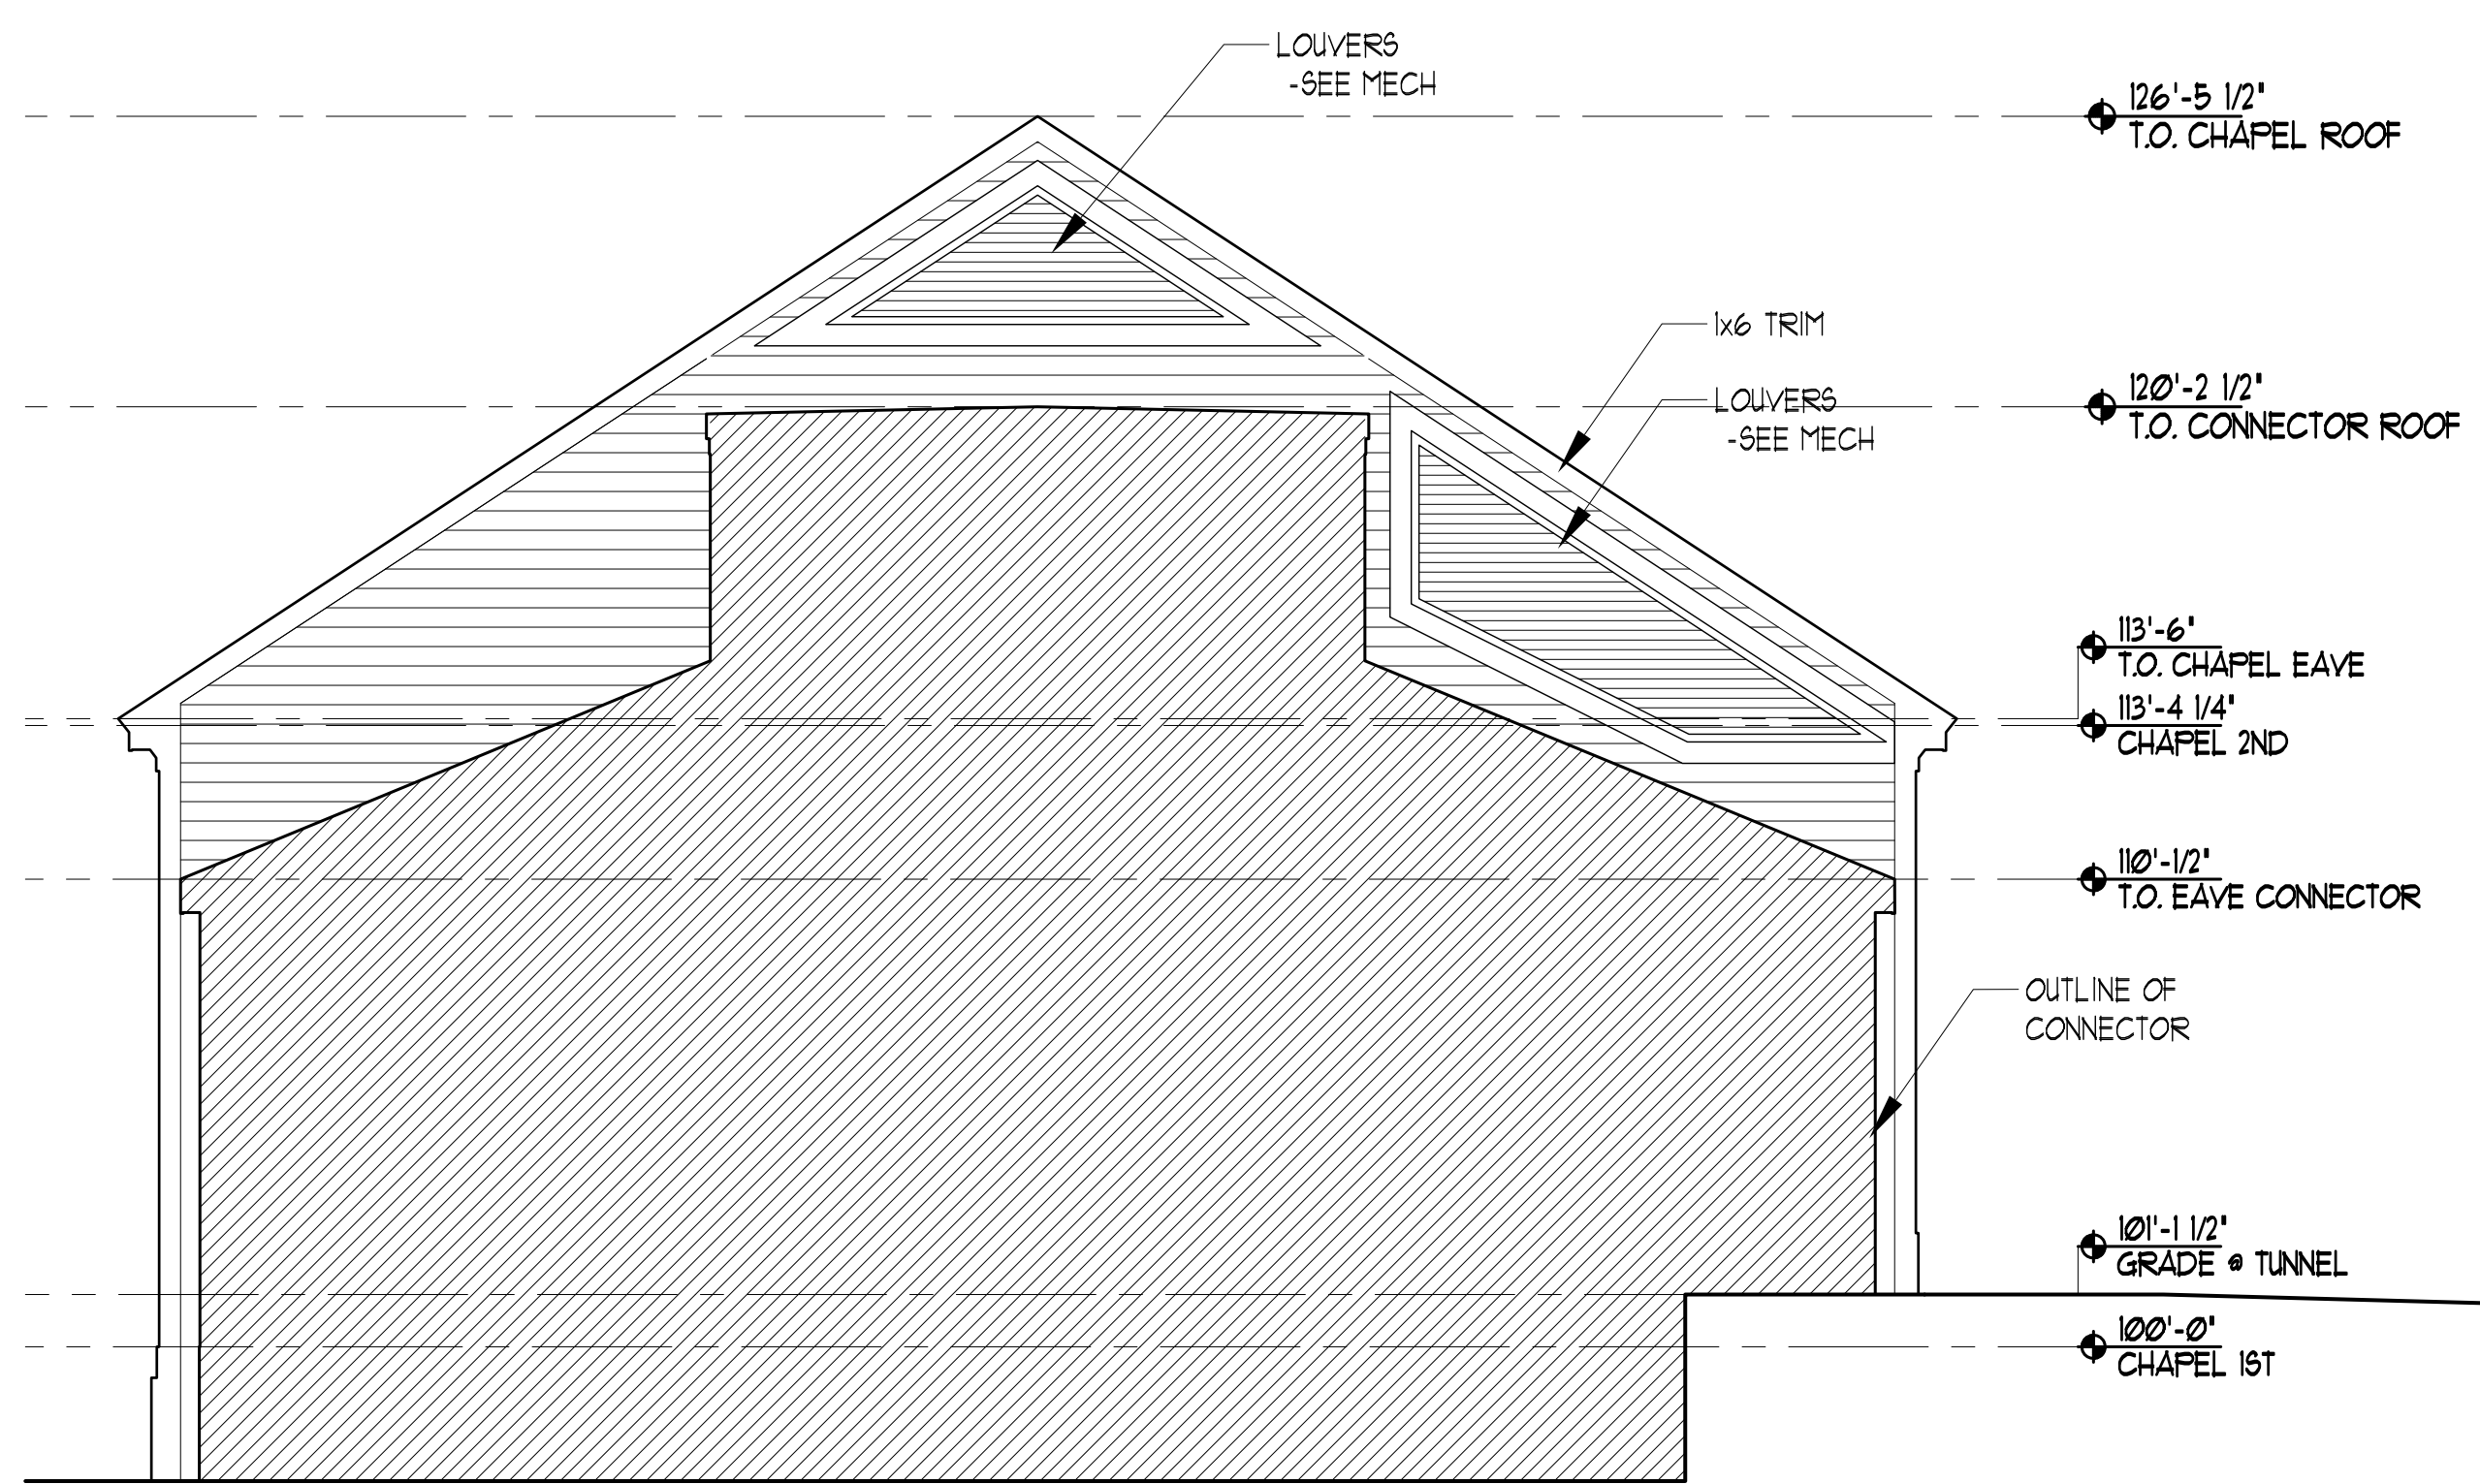 LOUVERS
-SEE MECH
126'-5 1/2"
T.O. CHAPEL ROOF
1x6 TRIM
120'-2 1/2"
T.O. CONNECTOR ROOF
LOUVERS
-SEE MECH
113'-6"
T.O. CHAPEL EAVE
113'-4 1/4"
CHAPEL 2ND
110'-1/2"
T.O. EAVE CONNECTOR
OUTLINE OF
CONNECTOR
101'-1 1/2"
GRADE @ TUNNEL
100'-0"
CHAPEL 1ST